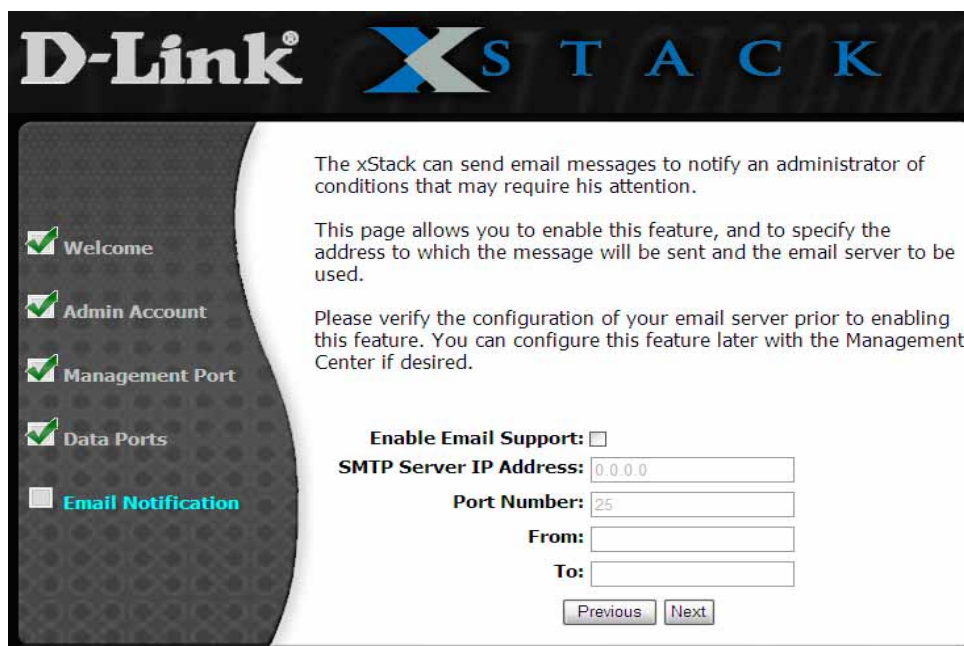 D-Link® XSTACK
The xStack can send email messages to notify an administrator of
conditions that may require his attention.
This page allows you to enable this feature, and to specify the
address to which the message will be sent and the email server to be
used.
Please verify the configuration of your email server prior to enabling
this feature. You can configure this feature later with the Management
Center if desired.
Welcome
Admin Account
Management Port
Data Ports
Email Notification
Enable Email Support:
SMTP Server IP Address: 0.0.0.0
Port Number: 25
From:
To:
Previous Next